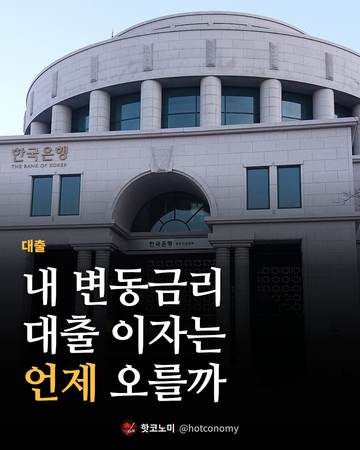 한국은행
THE BANK OF KOREA
한국은행
대출
내 변동금리
대출 이자는
언제 오를까
핫코노미 @hotconomy